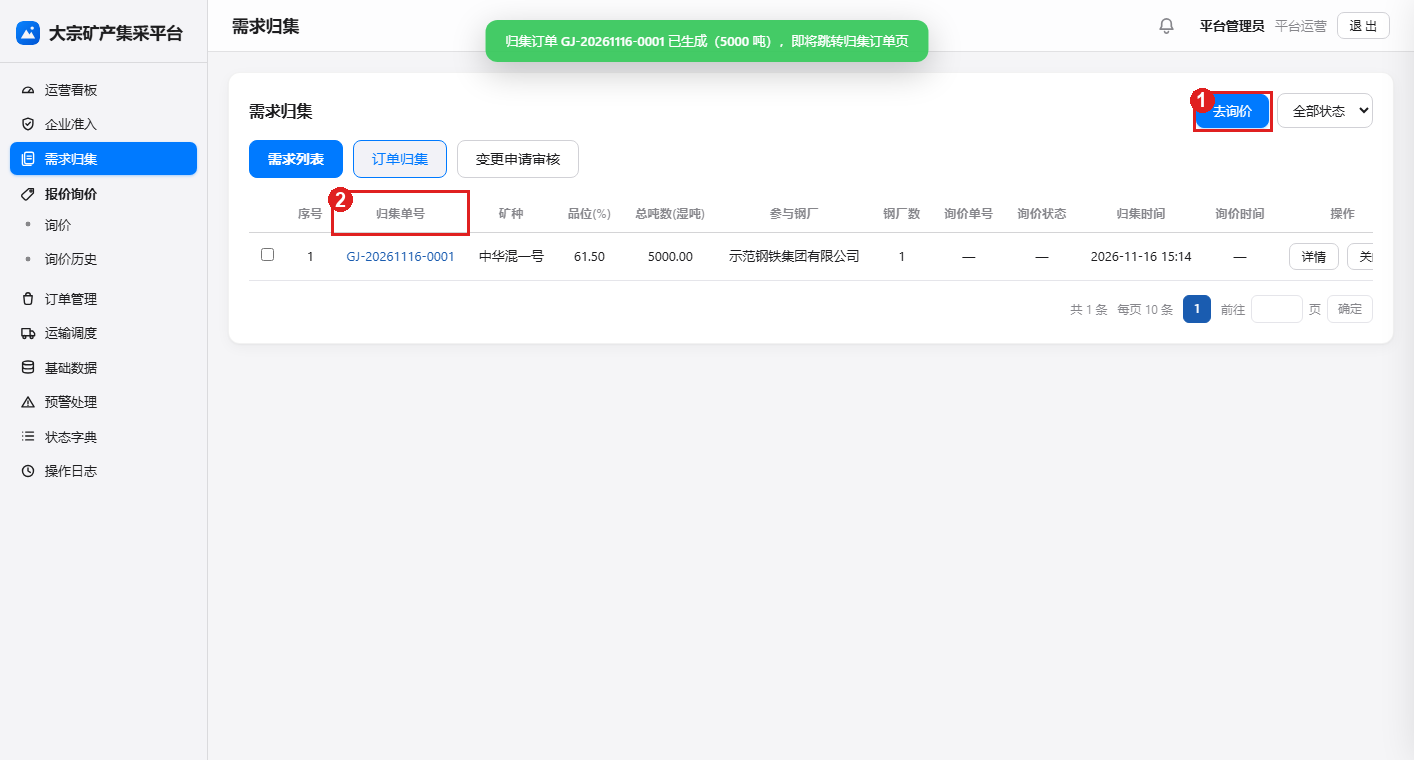 大宗矿产集采平台
运营看板
企业准入
需求归集
报价询价
询价
询价历史
订单管理
运输调度
基础数据
预警处理
状态字典
操作日志
需求归集
归集订单 GJ-20261116-0001 已生成（5000 吨），即将跳转归集订单页
平台管理员 平台运营 退 出
需求归集
1 去询价 全部状态
需求列表 订单归集 变更申请审核
2
序号 归集单号 矿种 品位(%) 总吨数(湿吨) 参与钢厂 钢厂数 询价单号 询价状态 归集时间 询价时间 操作
1 GJ-20261116-0001 中华混一号 61.50 5000.00 示范钢铁集团有限公司 1 — — 2026-11-16 15:14 — 详情
共 1 条 每页 10 条 1 前往 页 确定